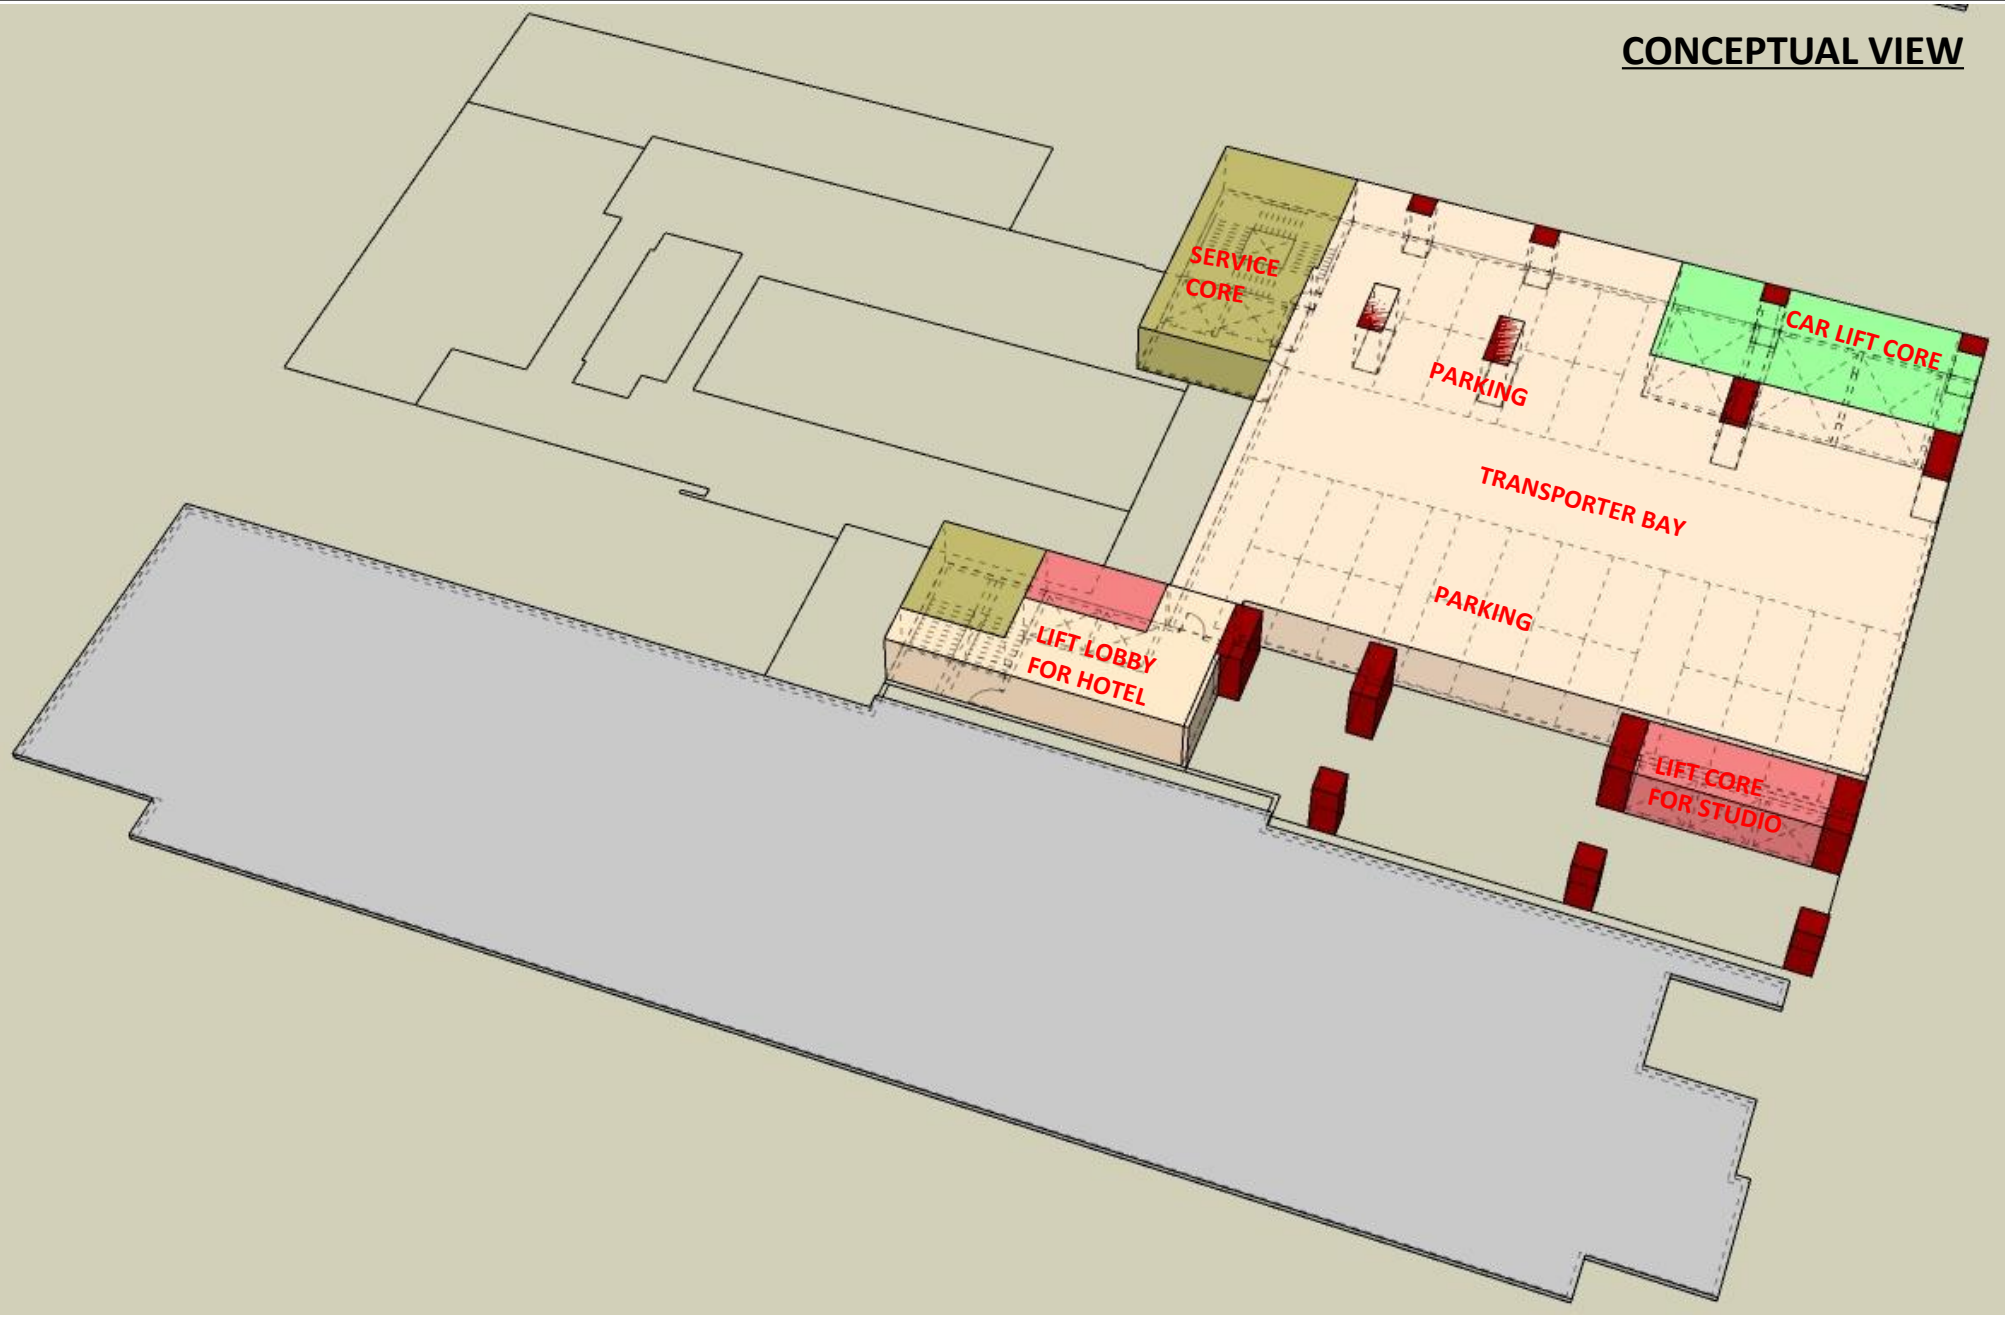 CONCEPTUAL VIEW
SERVICE
CORE
CAR LIFT CORE
PARKING
TRANSPORTER BAY
PARKING
LIFT LOBBY
FOR HOTEL
LIFT CORE
FOR STUDIO